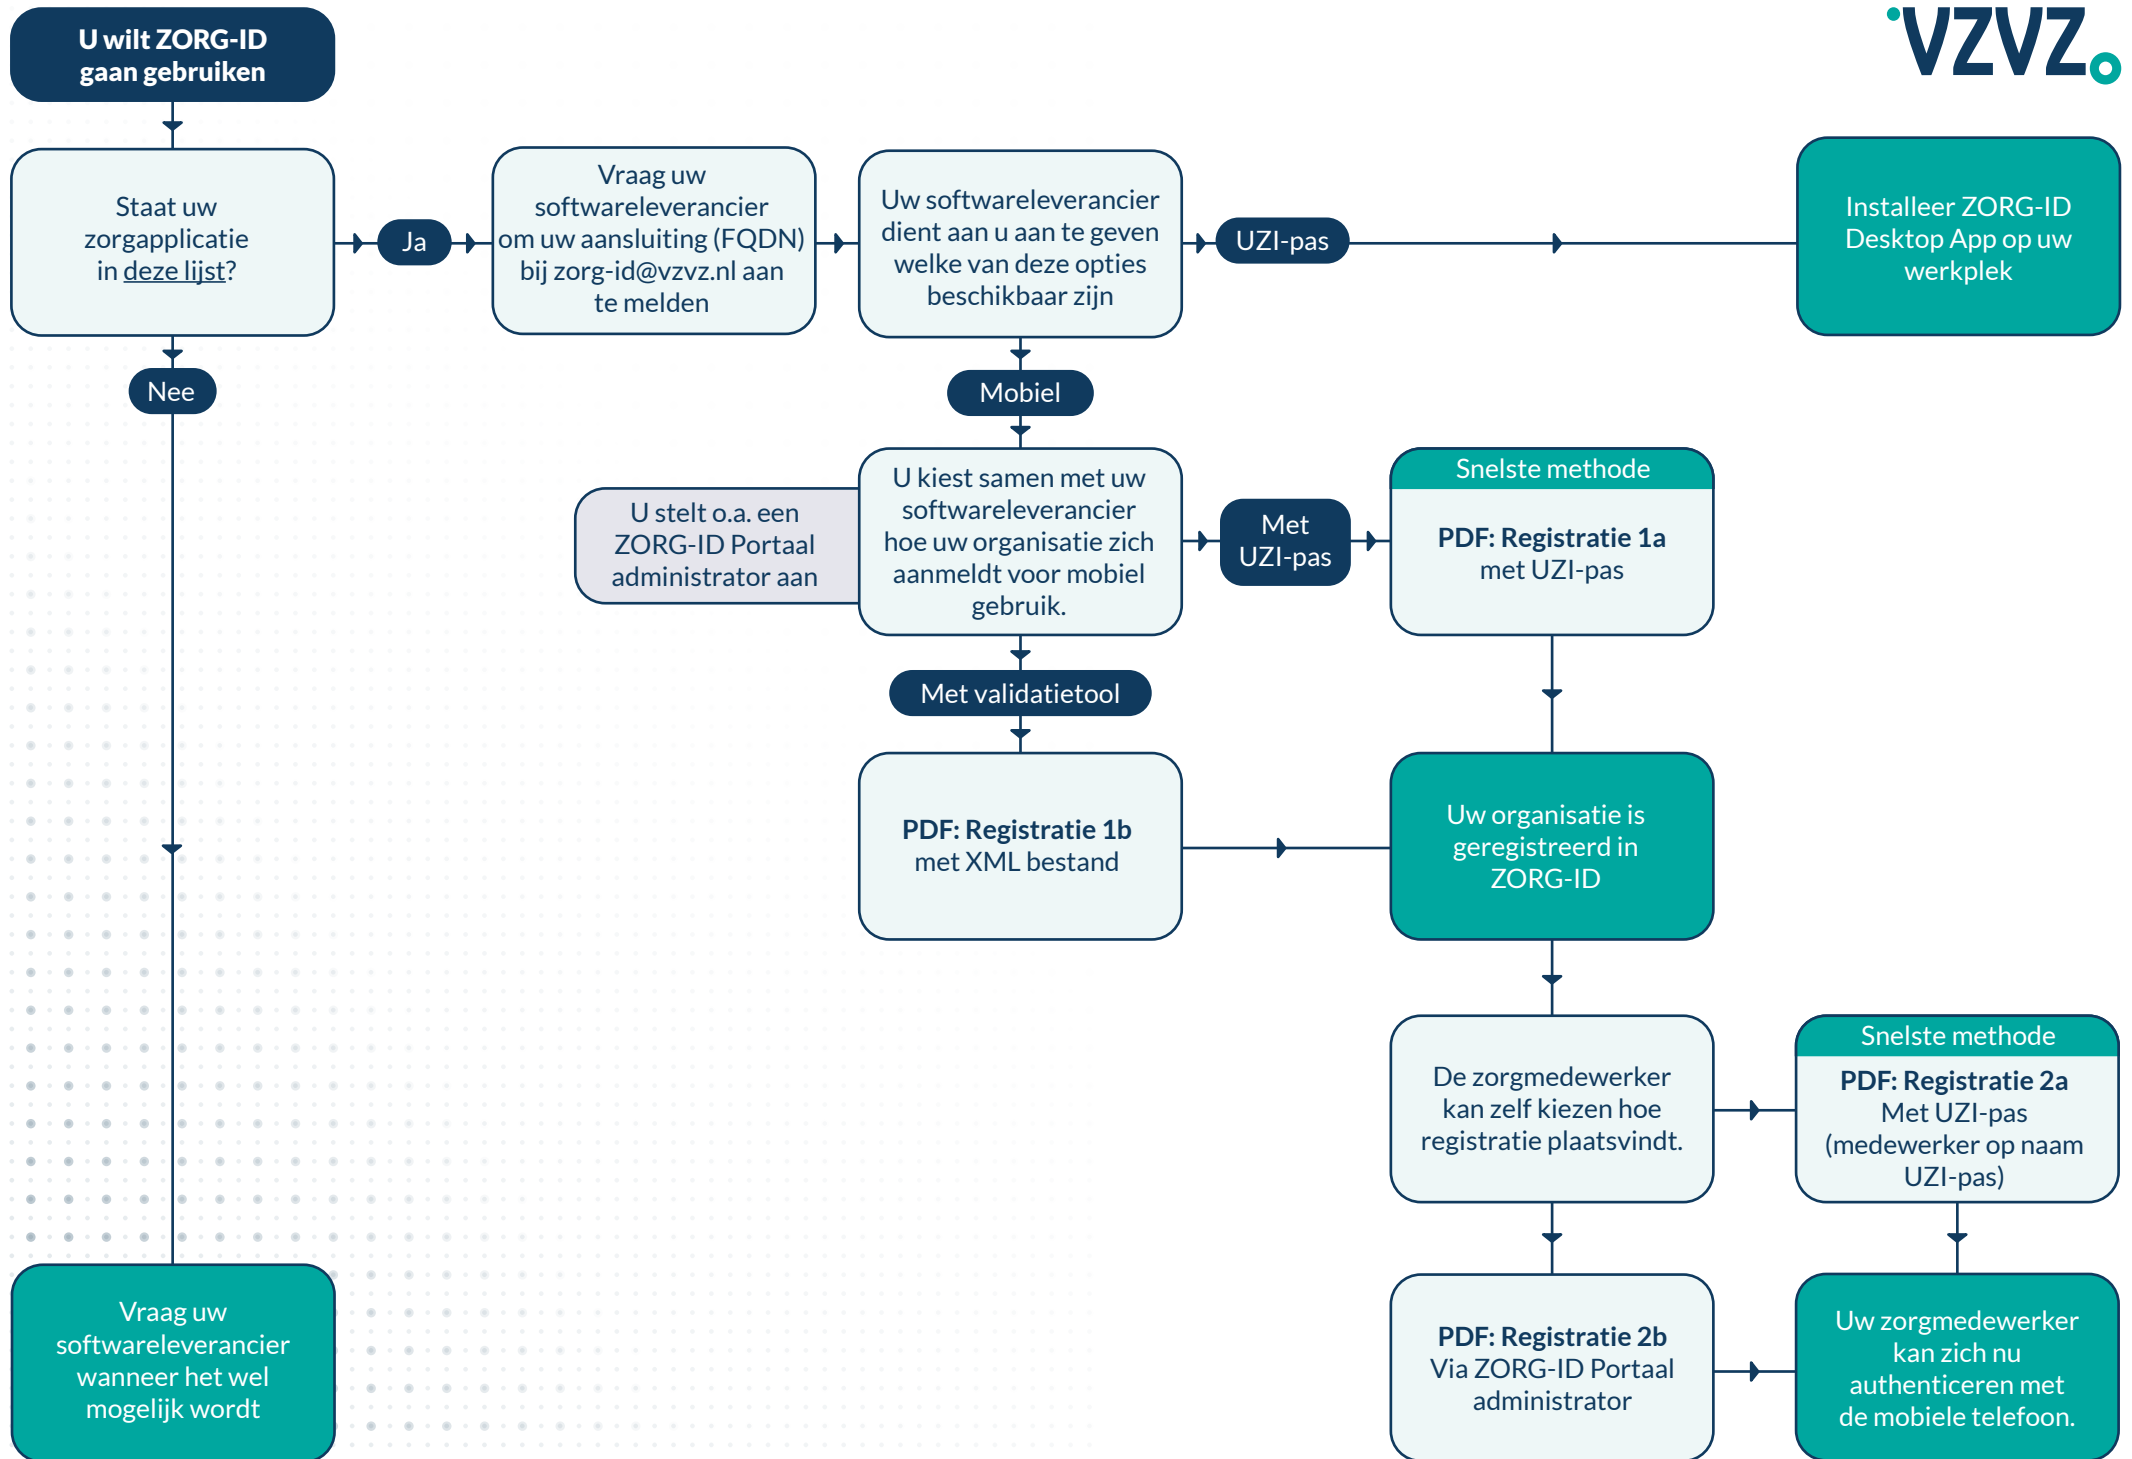 U wilt ZORG-ID
gaan gebruiken
VZVZ
Staat uw
zorgapplicatie
in deze lijst?
Ja
Vraag uw
softwareleverancier
om uw aansluiting (FQDN)
bij zorg-id@vzvz.nl aan
te melden
Uw softwareleverancier
dient aan u aan te geven
welke van deze opties
beschikbaar zijn
UZI-pas
Installeer ZORG-ID
Desktop App op uw
werkplek
Nee
Mobiel
U stelt o.a. een
ZORG-ID Portaal
administrator aan
U kiest samen met uw
softwareleverancier
hoe uw organisatie zich
aanmeldt voor mobiel
gebruik.
Met
UZI-pas
Snelste methode
PDF: Registratie 1a
met UZI-pas
Met validatietool
PDF: Registratie 1b
met XML bestand
Uw organisatie is
geregistreerd in
ZORG-ID
De zorgmedewerker
kan zelf kiezen hoe
registratie plaatsvindt.
Snelste methode
PDF: Registratie 2a
Met UZI-pas
(medewerker op naam
UZI-pas)
Vraag uw
softwareleverancier
wanneer het wel
mogelijk wordt
PDF: Registratie 2b
Via ZORG-ID Portaal
administrator
Uw zorgmedewerker
kan zich nu
authenticeren met
de mobiele telefoon.